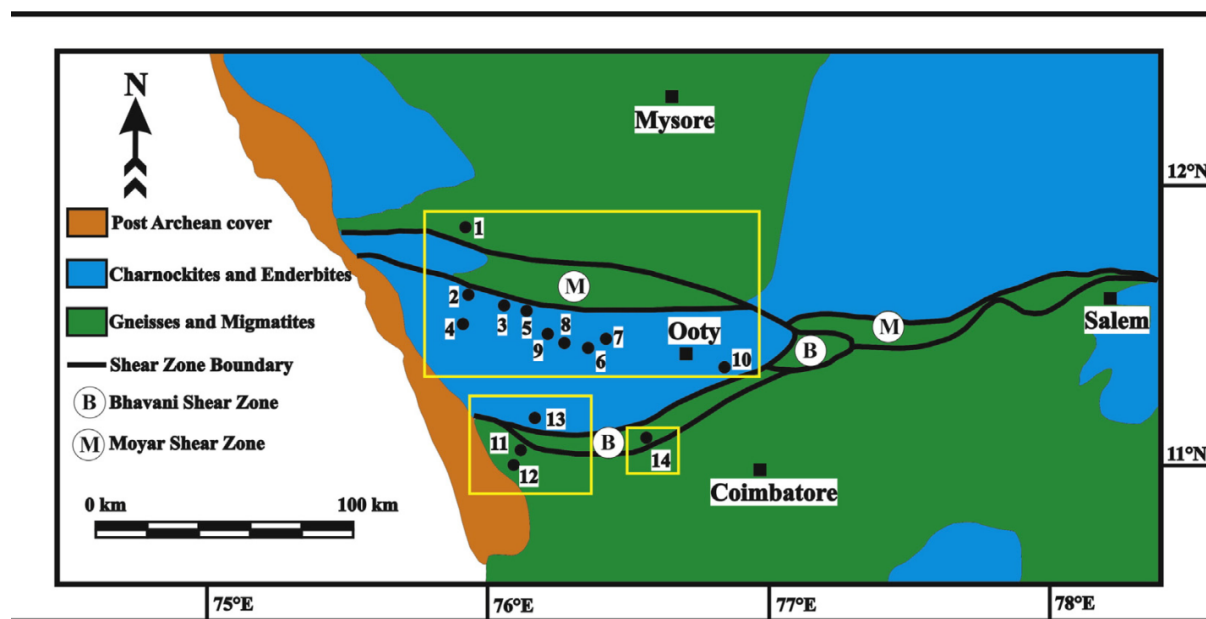 N
Mysore
12°N
Post Archean cover
Charnockites and Enderbites
Gneisses and Migmatites
Shear Zone Boundary
B Bhavani Shear Zone
M Moyar Shear Zone
0 km 100 km
1
M
2
3
4
5
9
8
6
7
Ooty
10
M
B
Salem
13
11
12
B
14
Coimbatore
11°N
75°E 76°E 77°E 78°E